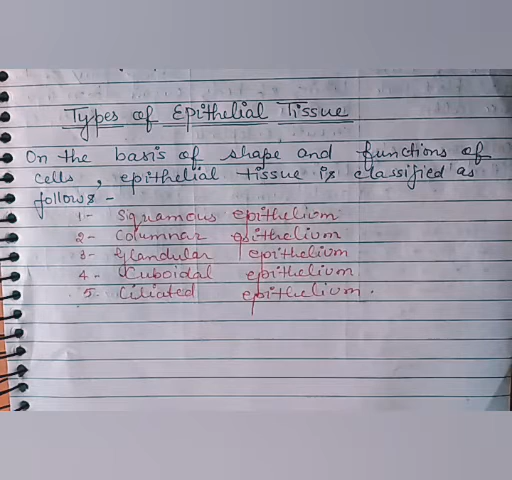 Types of Epithelial Tissue
On the basis of shape and functions of
cells, epithelial tissue is classified as
follows -
1- Squamous epithelium
2- Columnar epithelium
3- Glandular epithelium
4- Cuboidal epithelium
5- Ciliated epithelium.